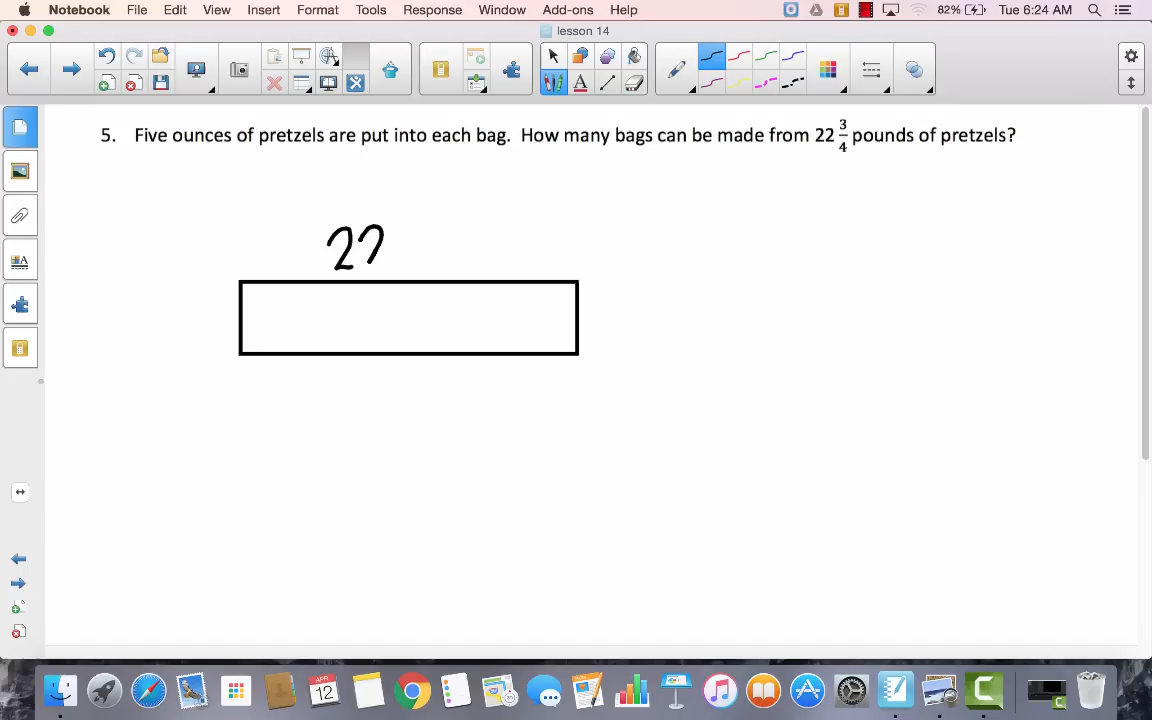 Notebook File Edit View Insert Format Tools Response Window Add-ons Help 82% Tue 6:24 AM
lesson 14
5. Five ounces of pretzels are put into each bag. How many bags can be made from 22 3/4 pounds of pretzels?
22
APR
12